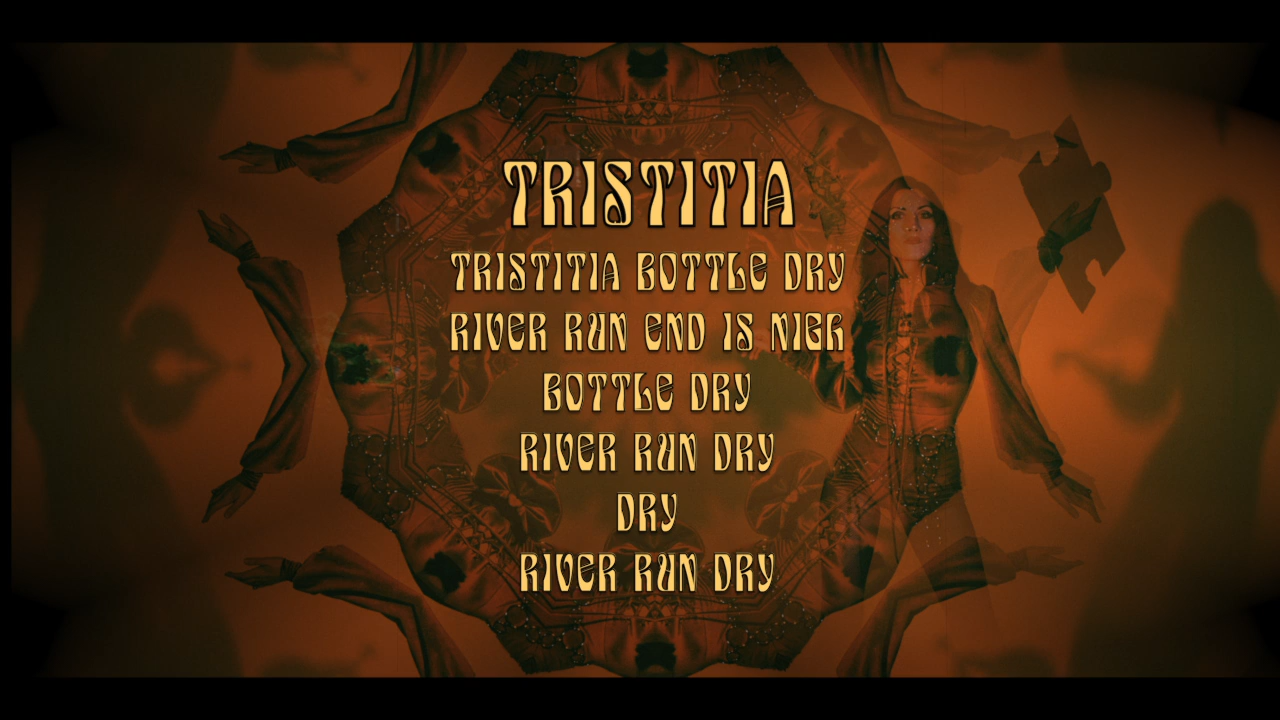 TRISTITIA
TRISTITIA BOTTLE DRY
RIVER RUN END IS NIGH
BOTTLE DRY
RIVER RUN DRY
DRY
RIVER RUN DRY